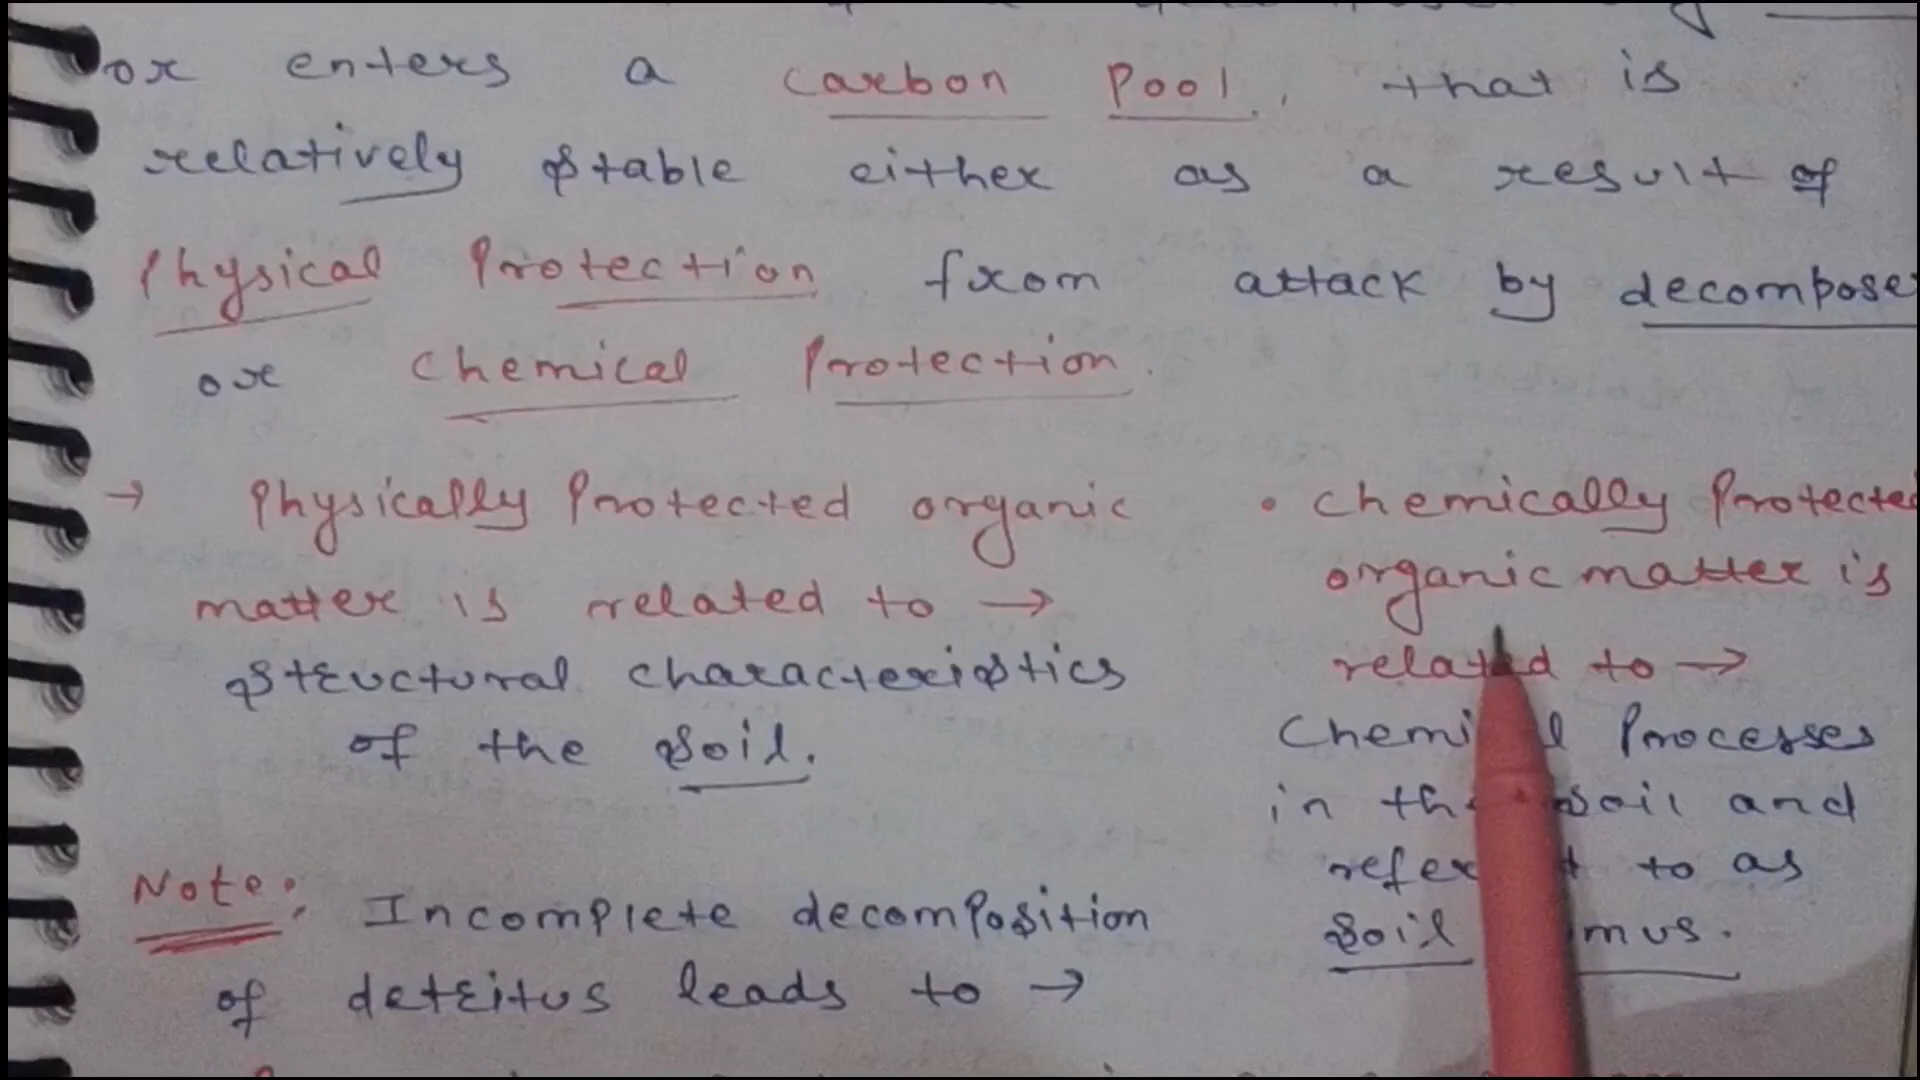 or enters a carbon Pool, that is
relatively stable either as a result of
Physical Protection from attack by decompose
or Chemical Protection.
→ Physically Protected organic
matter is related to →
structural characteristics
of the soil.
• Chemically Protected
organic matter is
related to →
Chemical Processes
in the soil and
refer to as
soil humus.
Note: Incomplete decomposition
of detritus leads to →